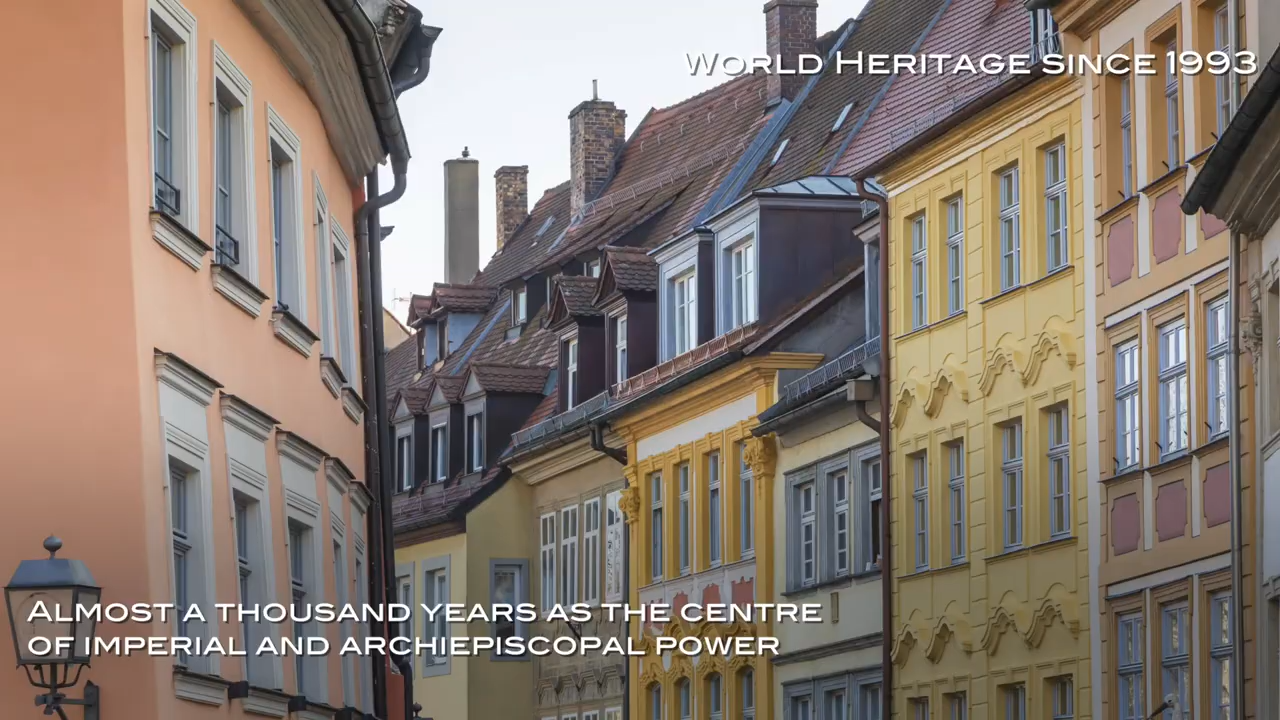 World Heritage since 1993
Almost a thousand years as the centre
of imperial and archiepiscopal power